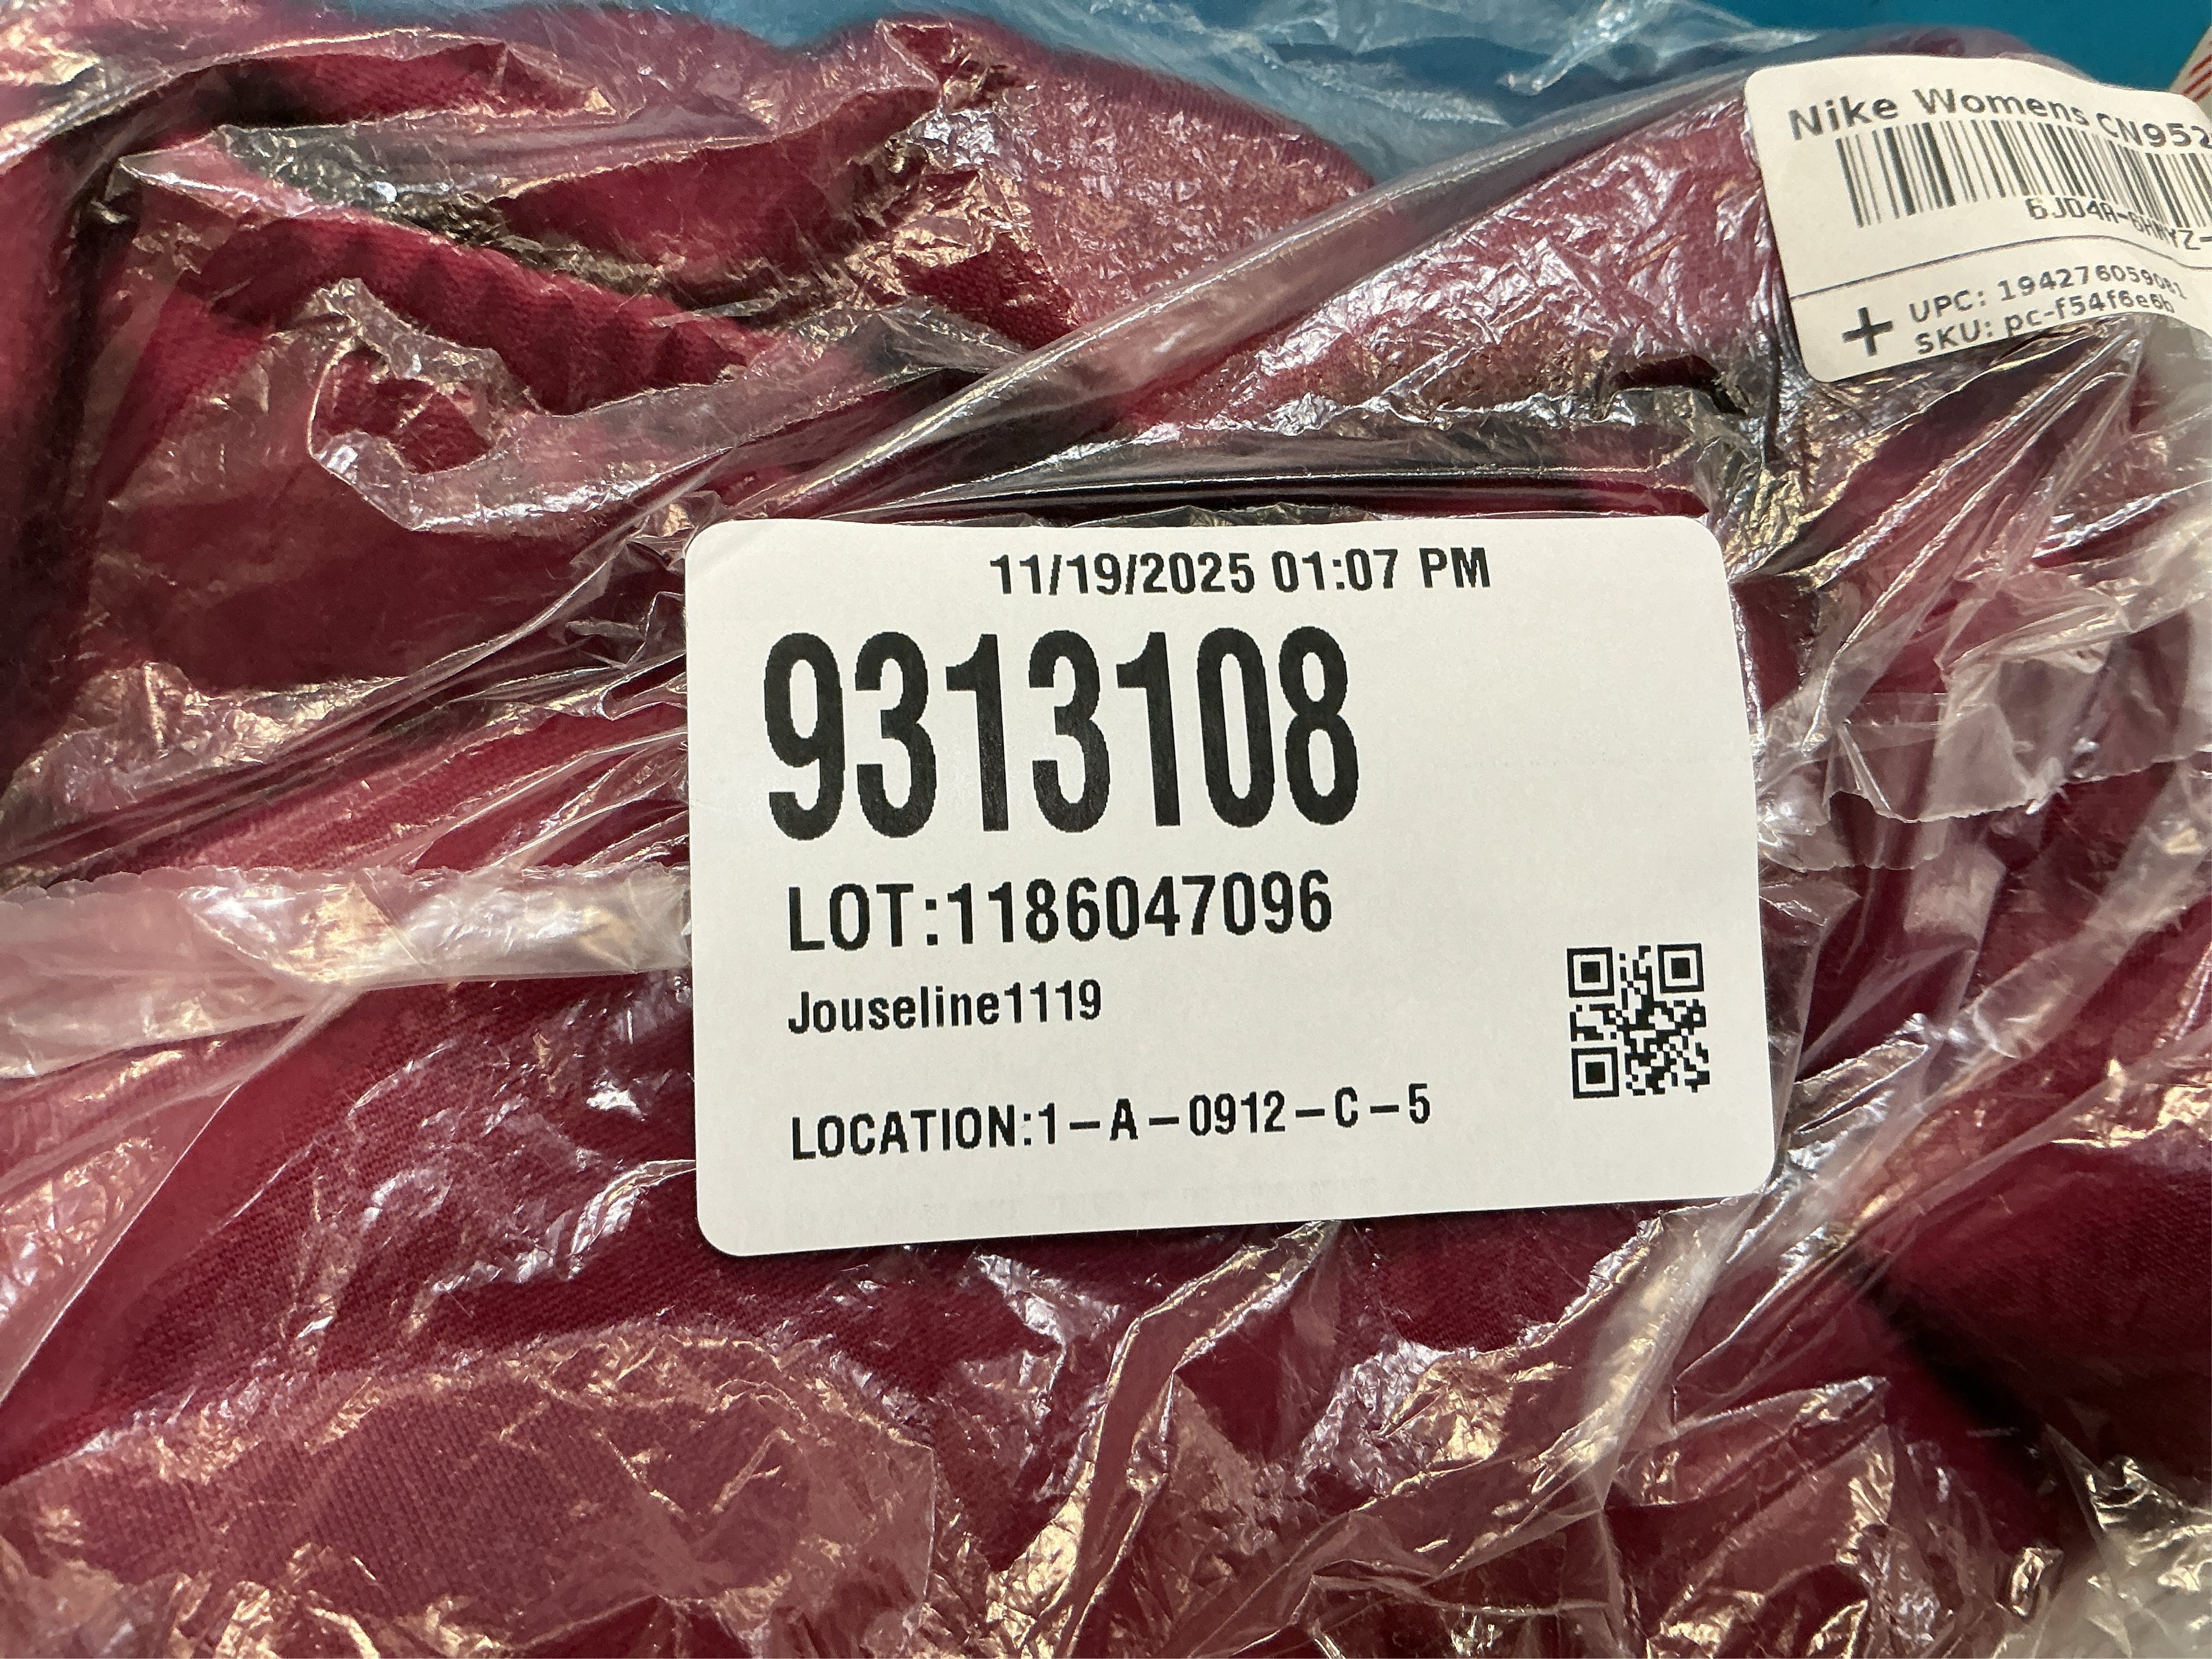 Nike Womens CN952
UPC: 194276059081
SKU: pc-f54f6e6b
11/19/2025 01:07 PM
9313108
LOT:1186047096
Jouseline1119
LOCATION:1-A-0912-C-5